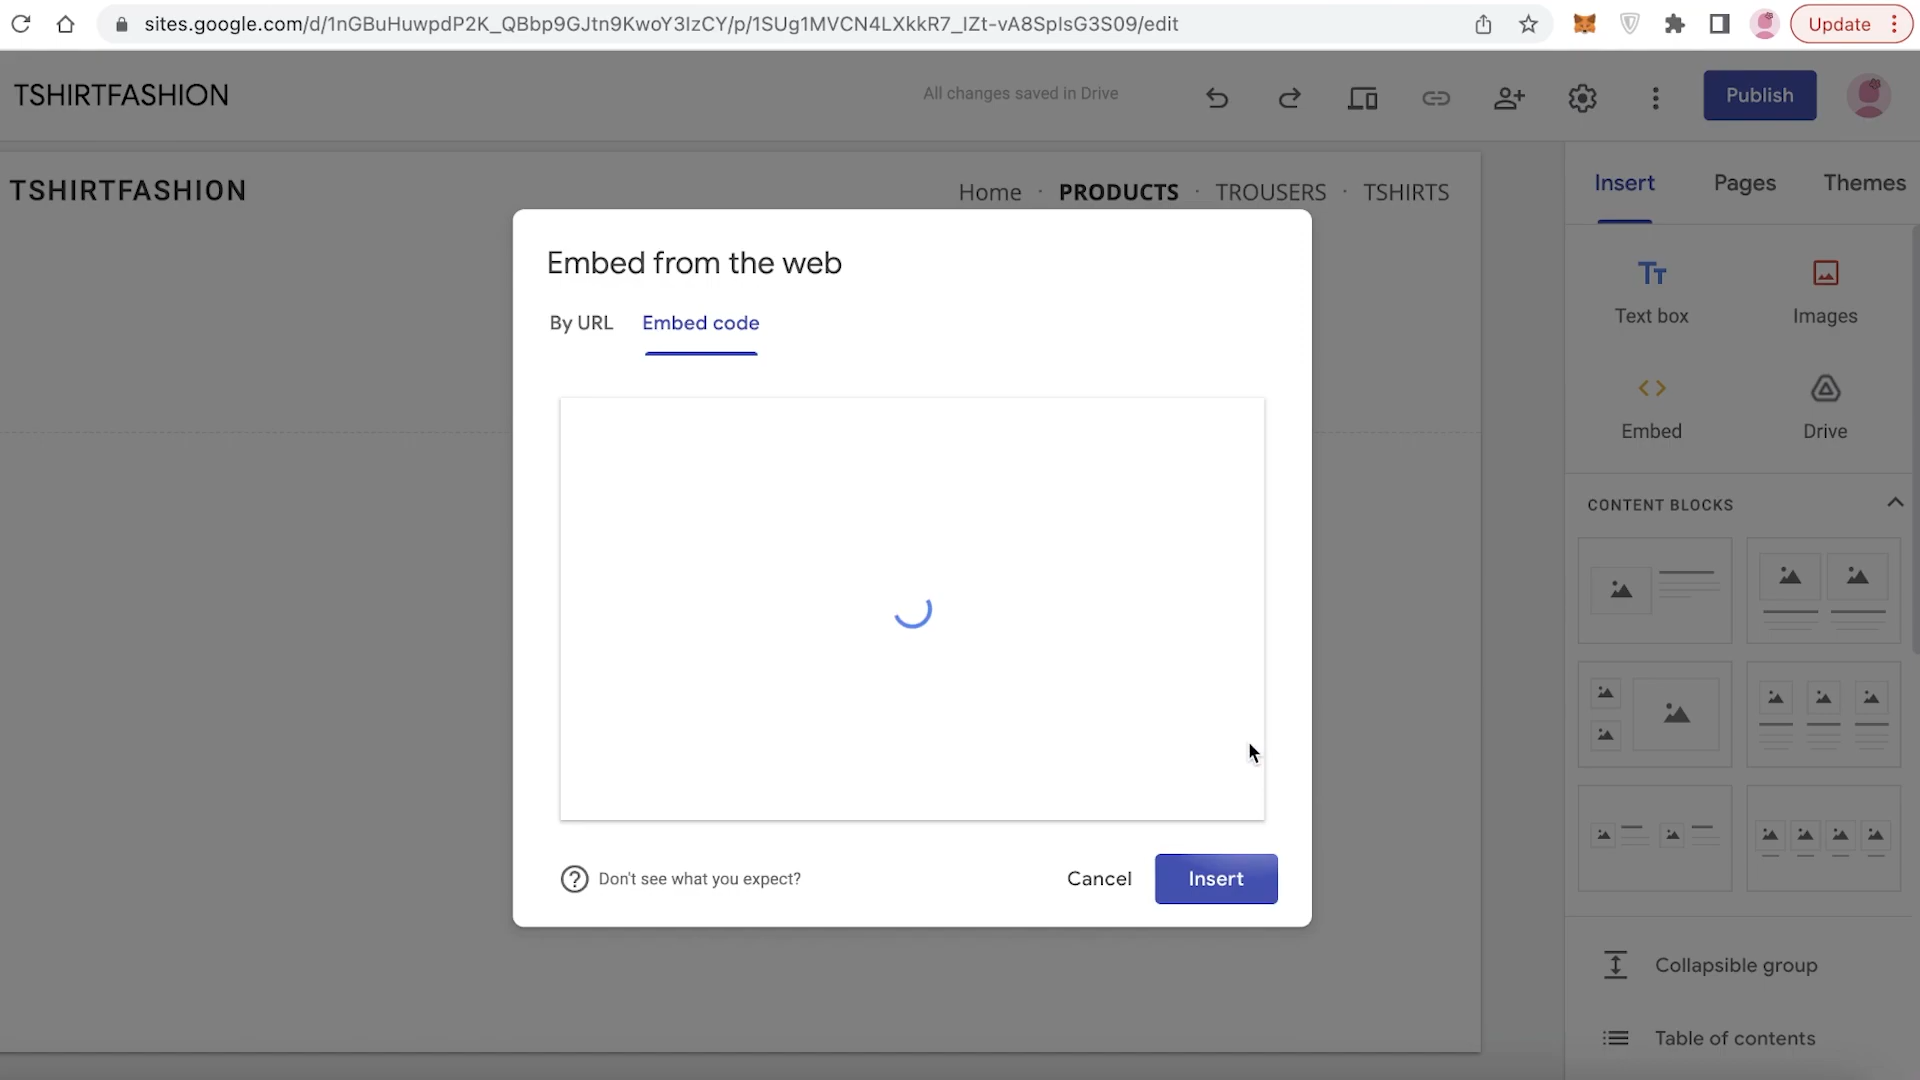 sites.google.com/d/1nGBuHuwpdP2K_QBbp9GJtn9KwoY3IzCY/p/1SUg1MVCN4LXkkR7_IZt-vA8SplsG3S09/edit
Update
TSHIRTFASHION
All changes saved in Drive
Publish
TSHIRTFASHION
Home · PRODUCTS · TROUSERS · TSHIRTS
Insert
Pages
Themes
Embed from the web
By URL
Embed code
Text box
Images
Embed
Drive
CONTENT BLOCKS
Don't see what you expect?
Cancel
Insert
Collapsible group
Table of contents